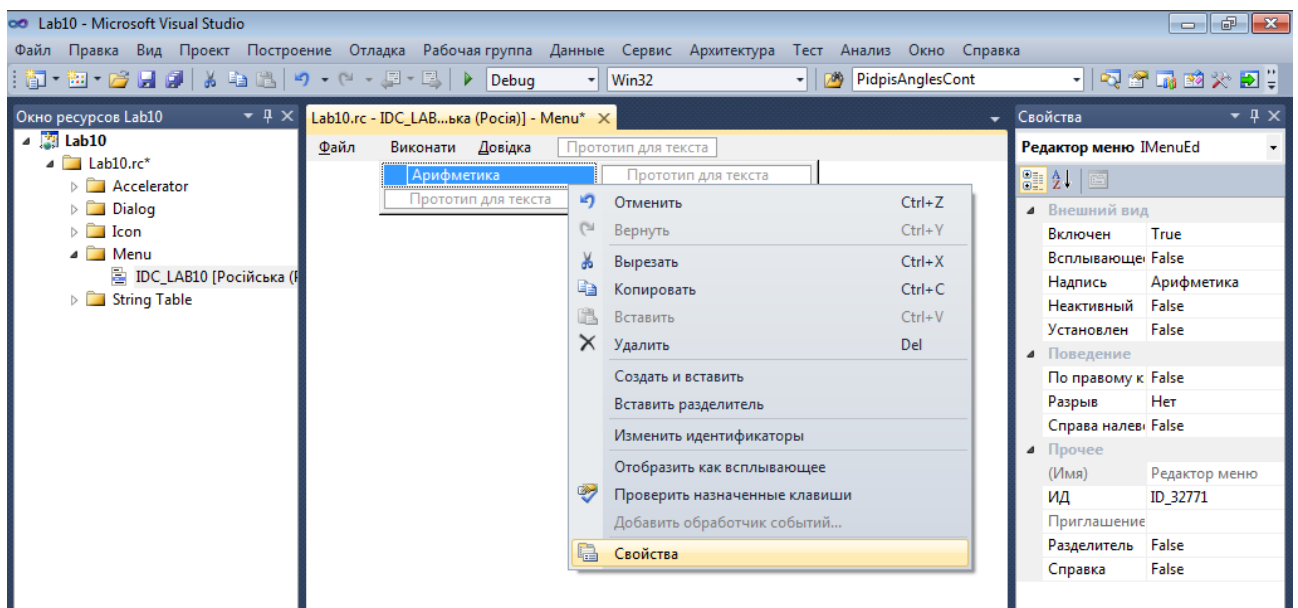 Lab10 - Microsoft Visual Studio
Файл Правка Вид Проект Построение Отладка Рабочая группа Данные Сервис Архитектура Тест Анализ Окно Справка
Debug Win32 PidpisAnglesCont
Окно ресурсов Lab10
Lab10
Lab10.rc*
Accelerator
Dialog
Icon
Menu
IDC_LAB10 [Російська (Р
String Table
Lab10.rc - IDC_LAB...ька (Росія)] - Menu*
Файл Виконати Довідка Прототип для текста
Арифметика Прототип для текста
Прототип для текста
Отменить Ctrl+Z
Вернуть Ctrl+Y
Вырезать Ctrl+X
Копировать Ctrl+C
Вставить Ctrl+V
Удалить Del
Создать и вставить
Вставить разделитель
Изменить идентификаторы
Отобразить как всплывающее
Проверить назначенные клавиши
Добавить обработчик событий...
Свойства
Свойства
Редактор меню IMenuEd
Внешний вид
Включен True
Всплывающе False
Надпись Арифметика
Неактивный False
Установлен False
Поведение
По правому к False
Разрыв Нет
Справа налев False
Прочее
(Имя) Редактор меню
ИД ID_32771
Приглашение
Разделитель False
Справка False